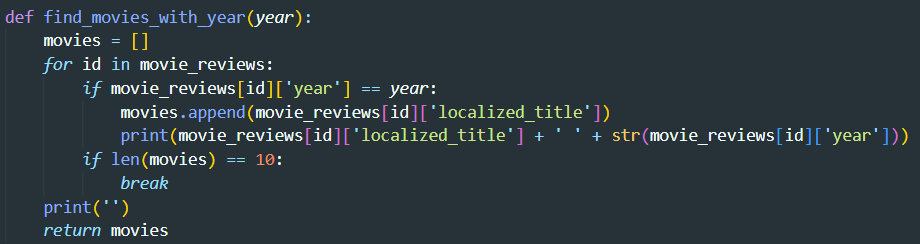 def find_movies_with_year(year):
    movies = []
    for id in movie_reviews:
        if movie_reviews[id]['year'] == year:
            movies.append(movie_reviews[id]['localized_title'])
            print(movie_reviews[id]['localized_title'] + ' ' + str(movie_reviews[id]['year']))
        if len(movies) == 10:
            break
    print('')
    return movies